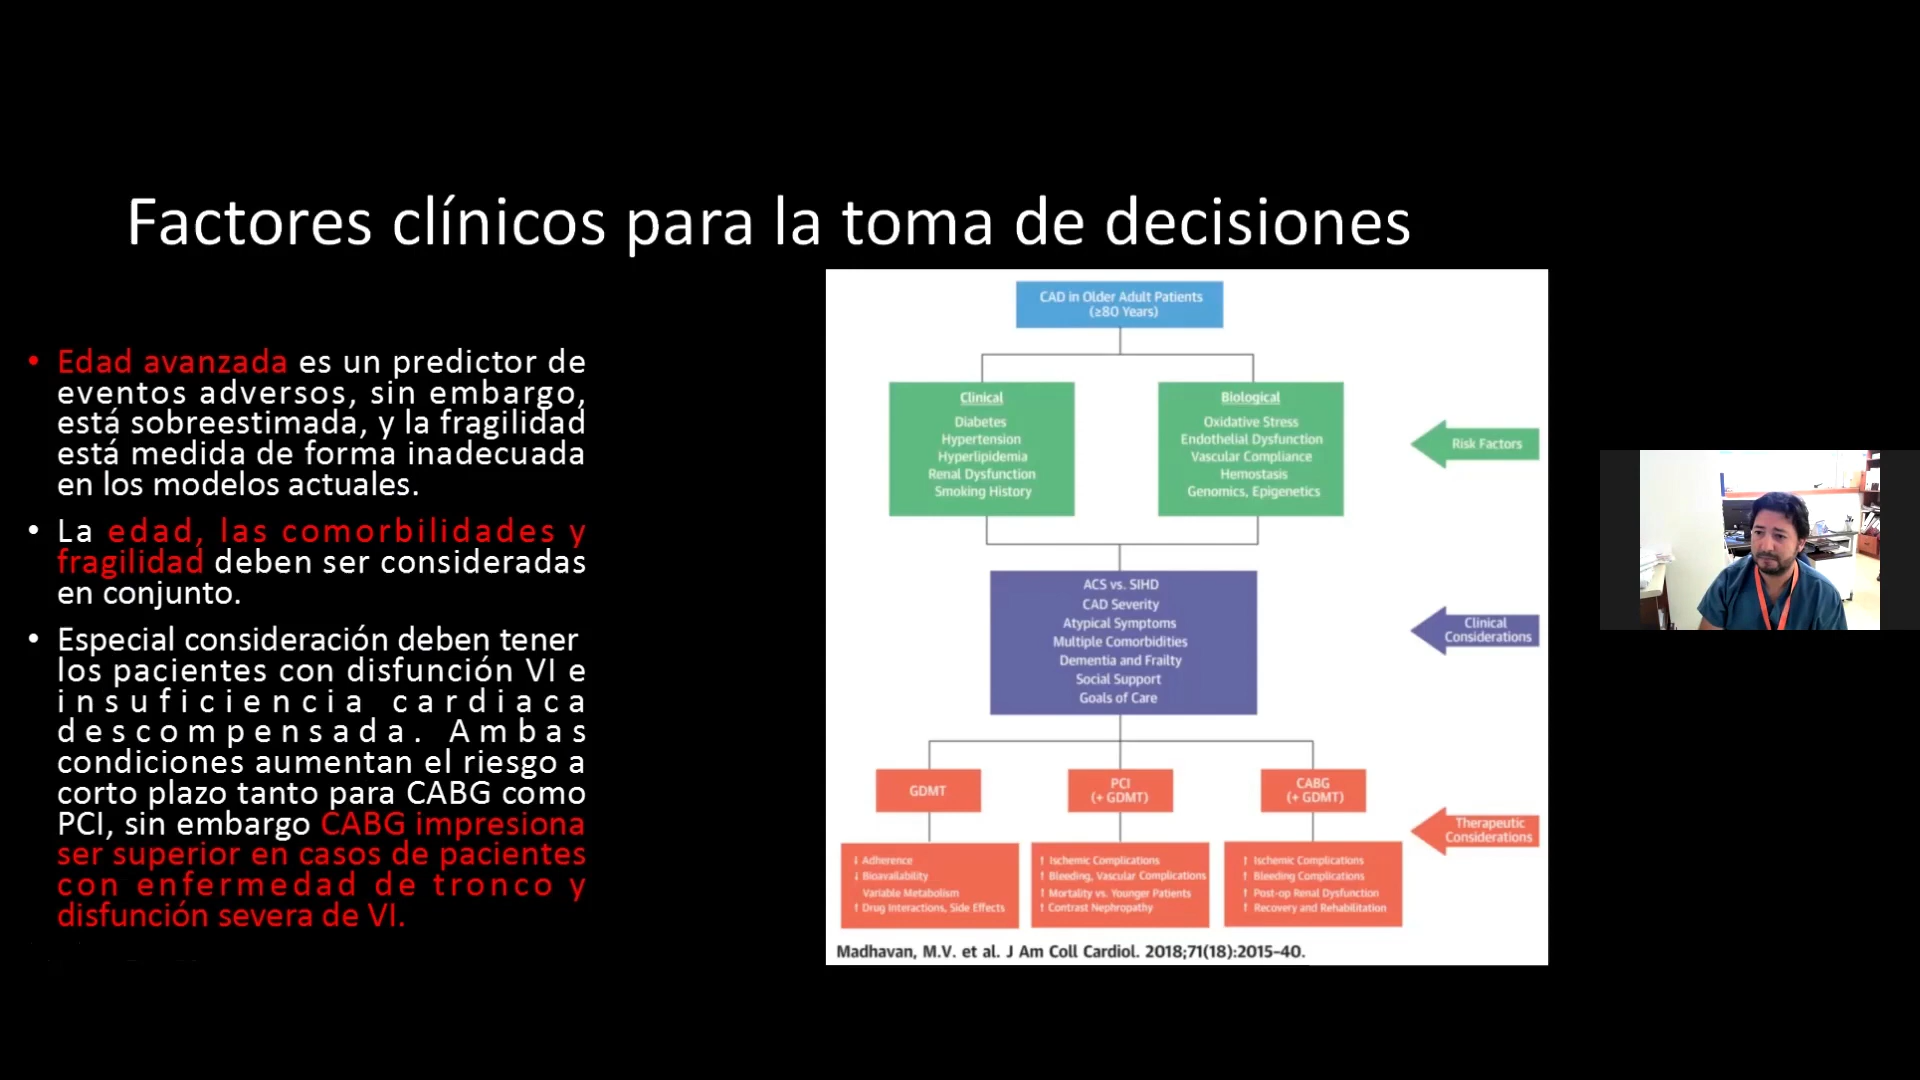 Factores clínicos para la toma de decisiones
• Edad avanzada es un predictor de
eventos adversos, sin embargo,
está sobreestimada, y la fragilidad
está medida de forma inadecuada
en los modelos actuales.
• La edad, las comorbilidades y
fragilidad deben ser consideradas
en conjunto.
• Especial consideración deben tener
los pacientes con disfunción VI e
insuficiencia cardiaca
descompensada. Ambas
condiciones aumentan el riesgo a
corto plazo tanto para CABG como
PCI, sin embargo CABG impresiona
ser superior en casos de pacientes
con enfermedad de tronco y
disfunción severa de VI.
CAD in Older Adult Patients
(≥80 Years)
Clinical
Diabetes
Hypertension
Hyperlipidemia
Renal Dysfunction
Smoking History
Biological
Oxidative Stress
Endothelial Dysfunction
Vascular Compliance
Hemostasis
Genomics, Epigenetics
Risk Factors
ACS vs. SIHD
CAD Severity
Atypical Symptoms
Multiple Comorbidities
Dementia and Frailty
Social Support
Goals of Care
Clinical
Considerations
GDMT
PCI
(+ GDMT)
CABG
(+ GDMT)
Therapeutic
Considerations
↓ Adherence
↓ Bioavailability
Variable Metabolism
↑ Drug Interactions, Side Effects
↑ Ischemic Complications
↑ Bleeding, Vascular Complications
↑ Mortality vs. Younger Patients
↑ Contrast Nephropathy
↑ Ischemic Complications
↑ Bleeding Complications
↑ Post-op Renal Dysfunction
↑ Recovery and Rehabilitation
Madhavan, M.V. et al. J Am Coll Cardiol. 2018;71(18):2015–40.